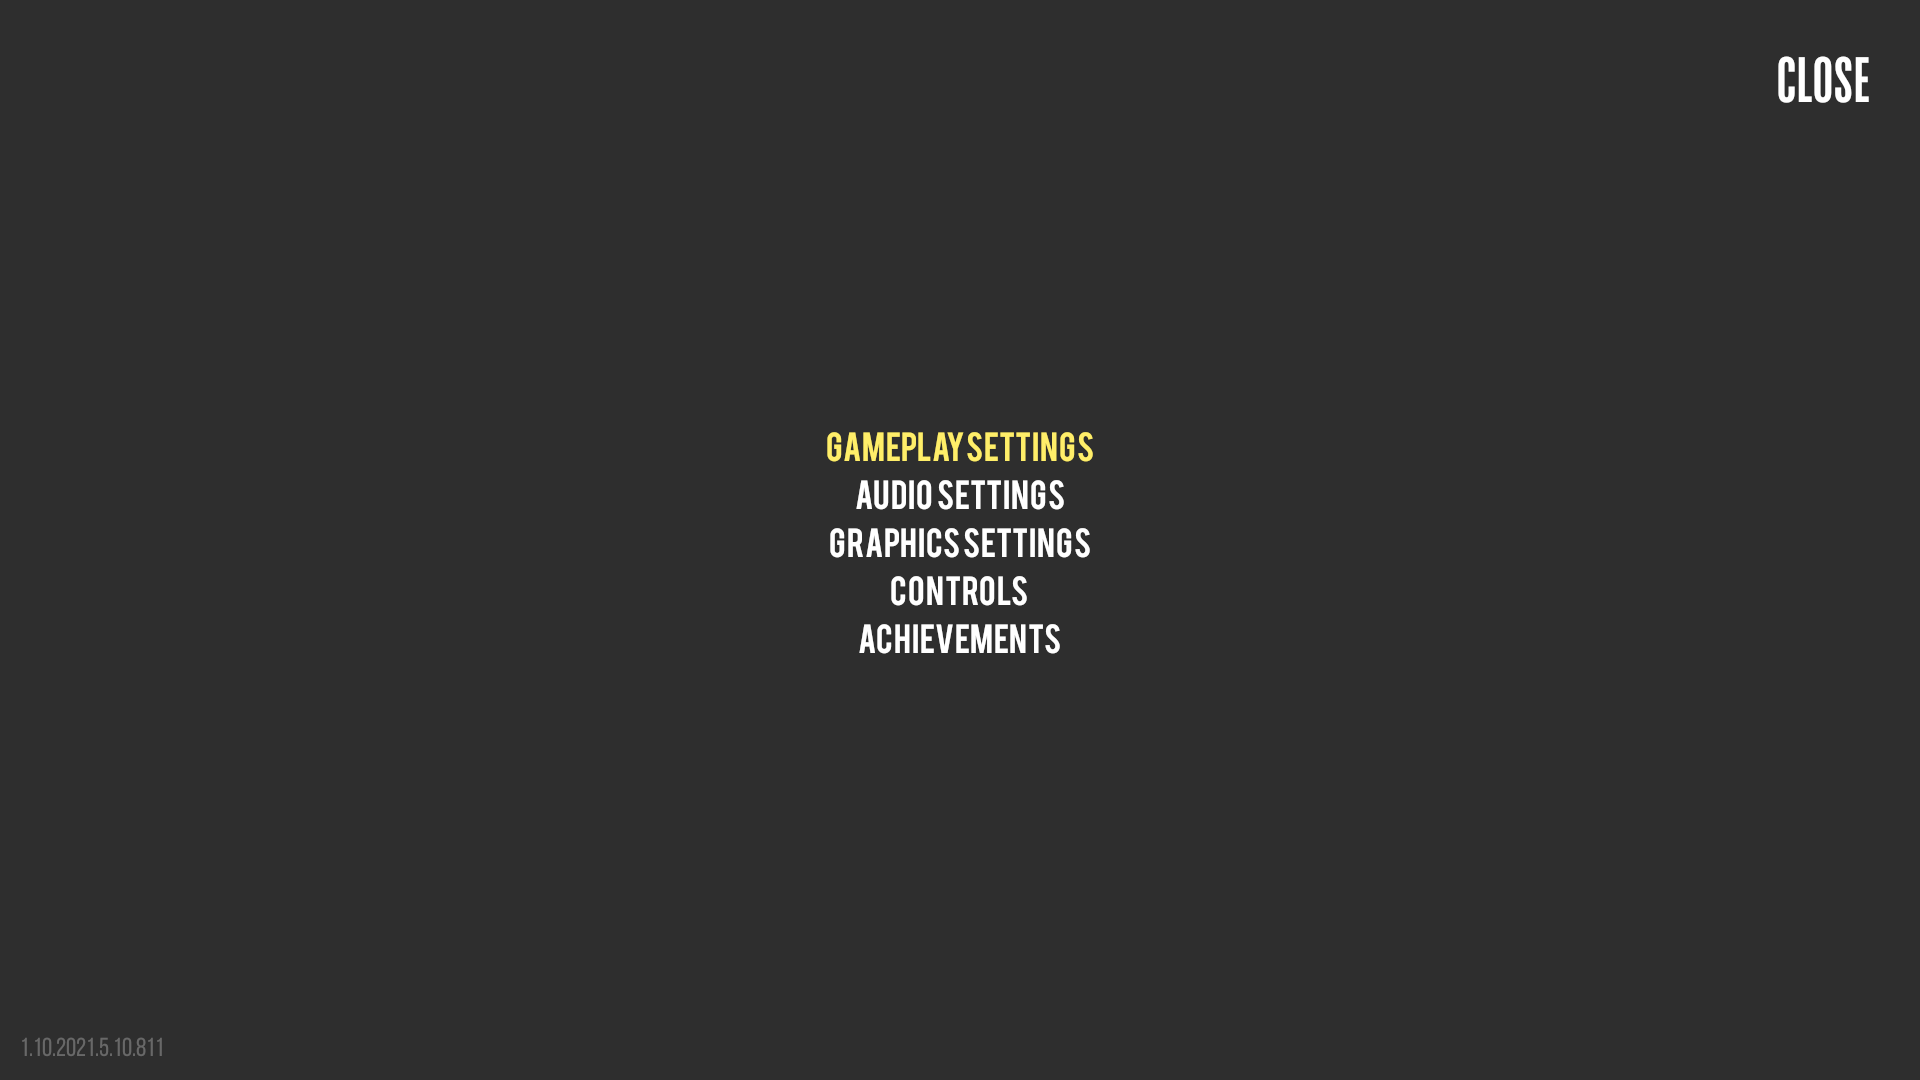 CLOSE
GAMEPLAY SETTINGS
AUDIO SETTINGS
GRAPHICS SETTINGS
CONTROLS
ACHIEVEMENTS
1.10.2021.5.10.811